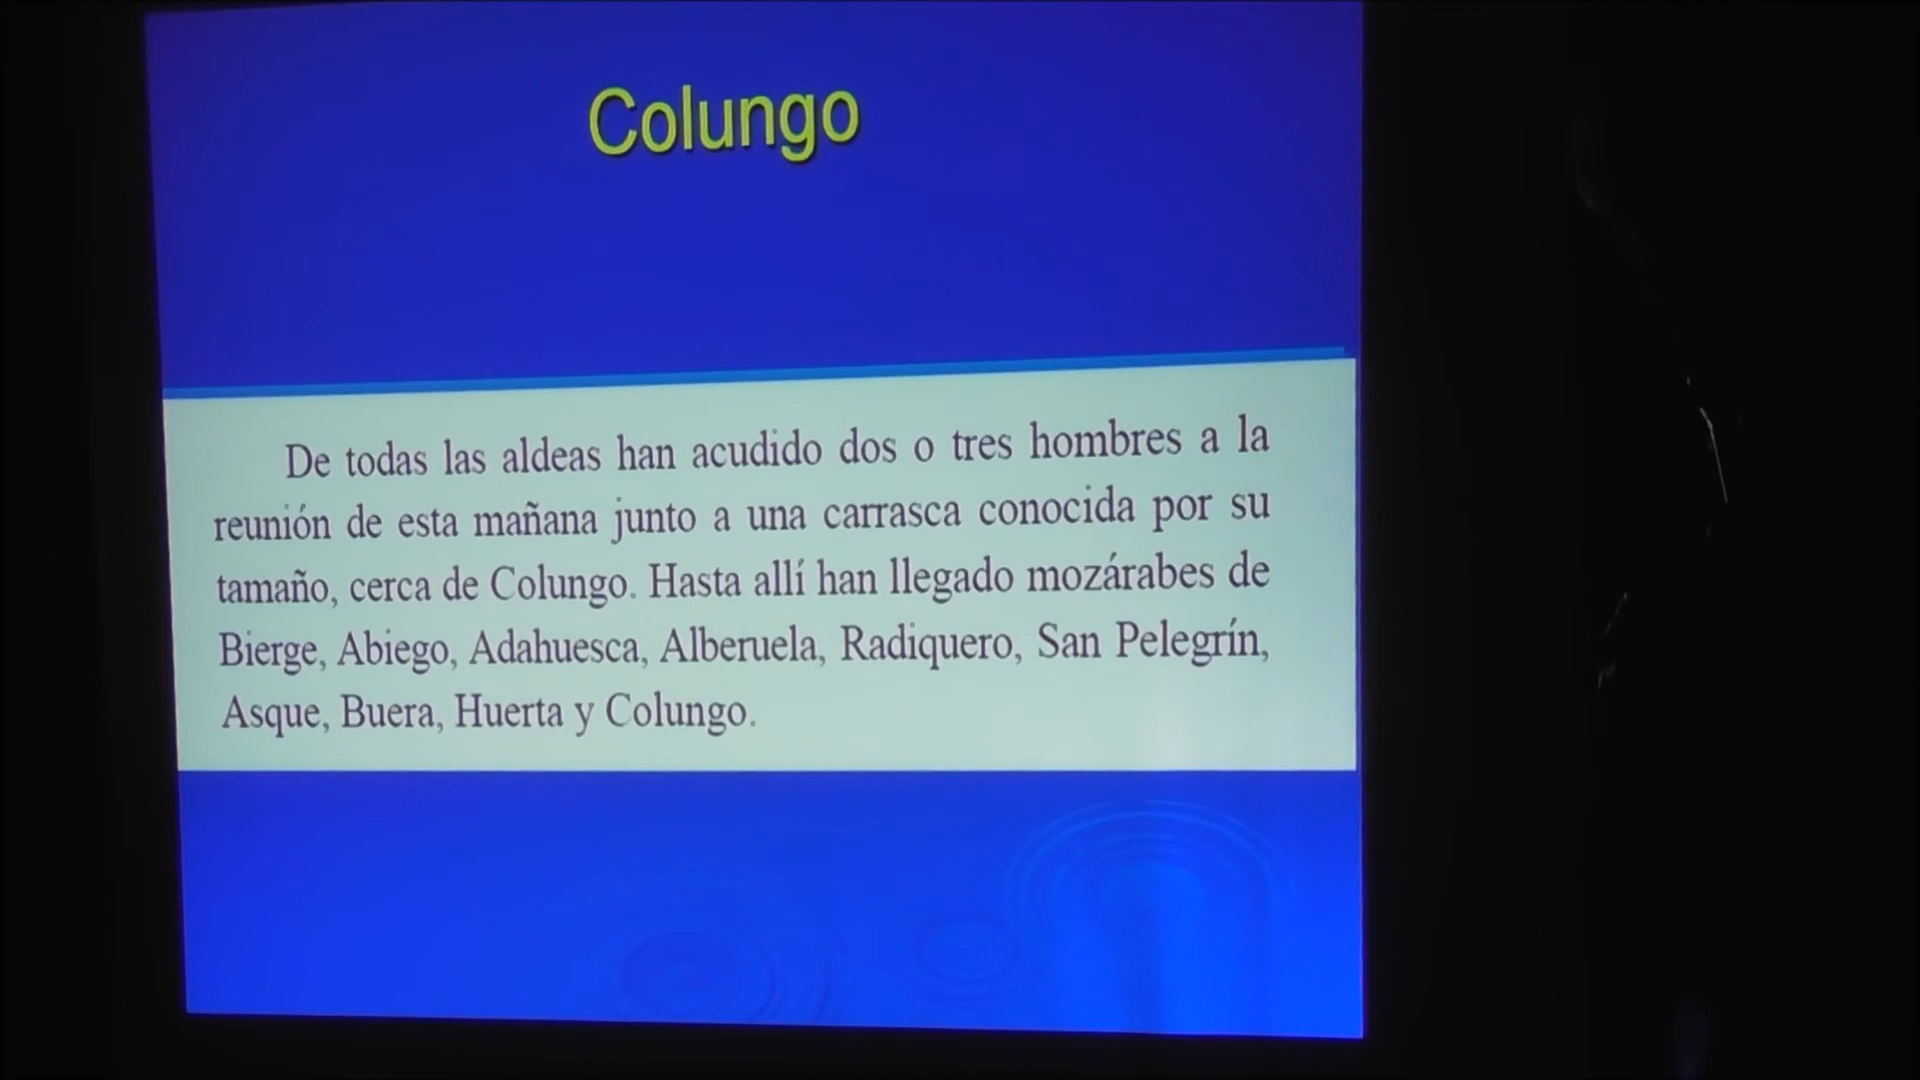 Colungo
De todas las aldeas han acudido dos o tres hombres a la
reunión de esta mañana junto a una carrasca conocida por su
tamaño, cerca de Colungo. Hasta allí han llegado mozárabes de
Bierge, Abiego, Adahuesca, Alberuela, Radiquero, San Pelegrín,
Asque, Buera, Huerta y Colungo.